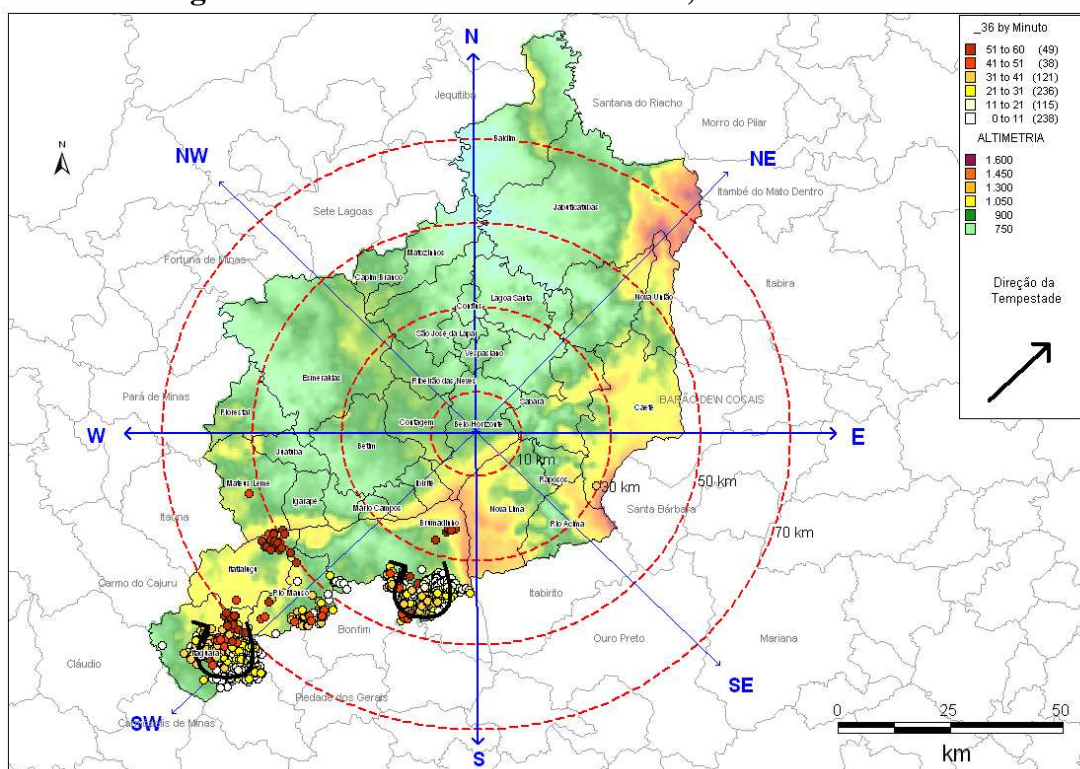 N
_36 by Minuto
51 to 60 (49)
41 to 51 (38)
31 to 41 (121)
21 to 31 (236)
11 to 21 (115)
0 to 11 (238)
ALTIMETRIA
1.600
1.450
1.300
1.050
900
750
Direção da
Tempestade
N
NW
NE
Jequitibá
Santana do Riacho
Morro do Pilar
Baldim
Itambé do Mato Dentro
Jaboticatubas
Sete Lagoas
Matozinhos
Fortuna de Minas
Capim Branco
Itabira
Lagoa Santa
Nova União
Confins
São José da Lapa
Vespasiano
Esmeraldas
Ribeirão das Neves
Pará de Minas
Sabará
BARÃO DE COCAIS
Caeté
Florestal
Contagem
Belo Horizonte
W
E
Betim
Juatuba
10 km
Mateus Leme
Ibirité
Raposos
30 km
50 km
Igarapé
Mário Campos
Nova Lima
Santa Bárbara
Itaúna
Brumadinho
Rio Acima
70 km
Itatiaiuçu
Carmo do Cajuru
Rio Manso
Itabirito
Bonfim
Ouro Preto
Mariana
Itaguara
Cláudio
SE
Piedade dos Gerais
SW
de Minas
S
0 25 50
km